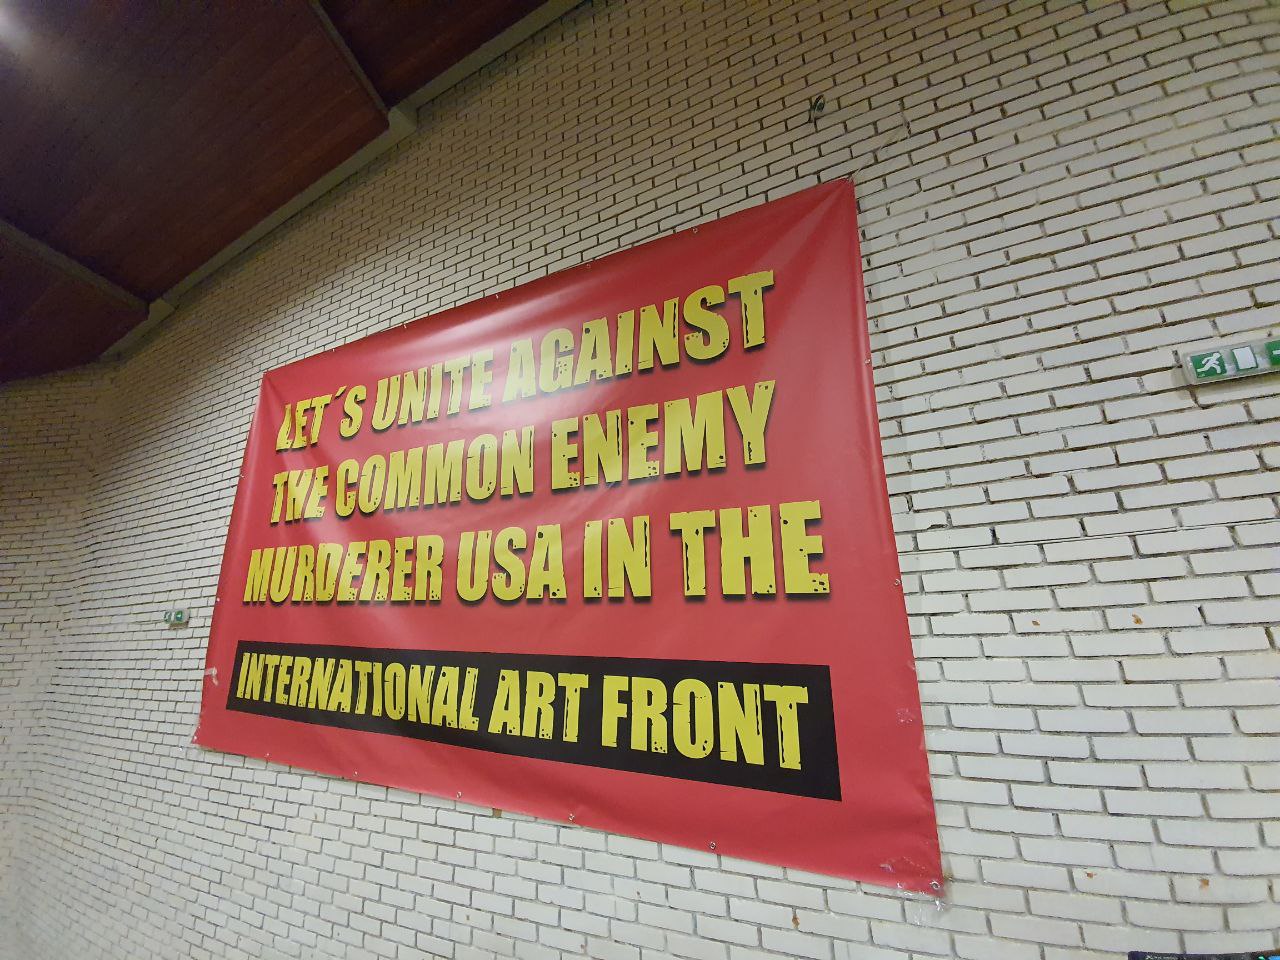 LET´S UNITE AGAINST
THE COMMON ENEMY
MURDERER USA IN THE
INTERNATIONAL ART FRONT